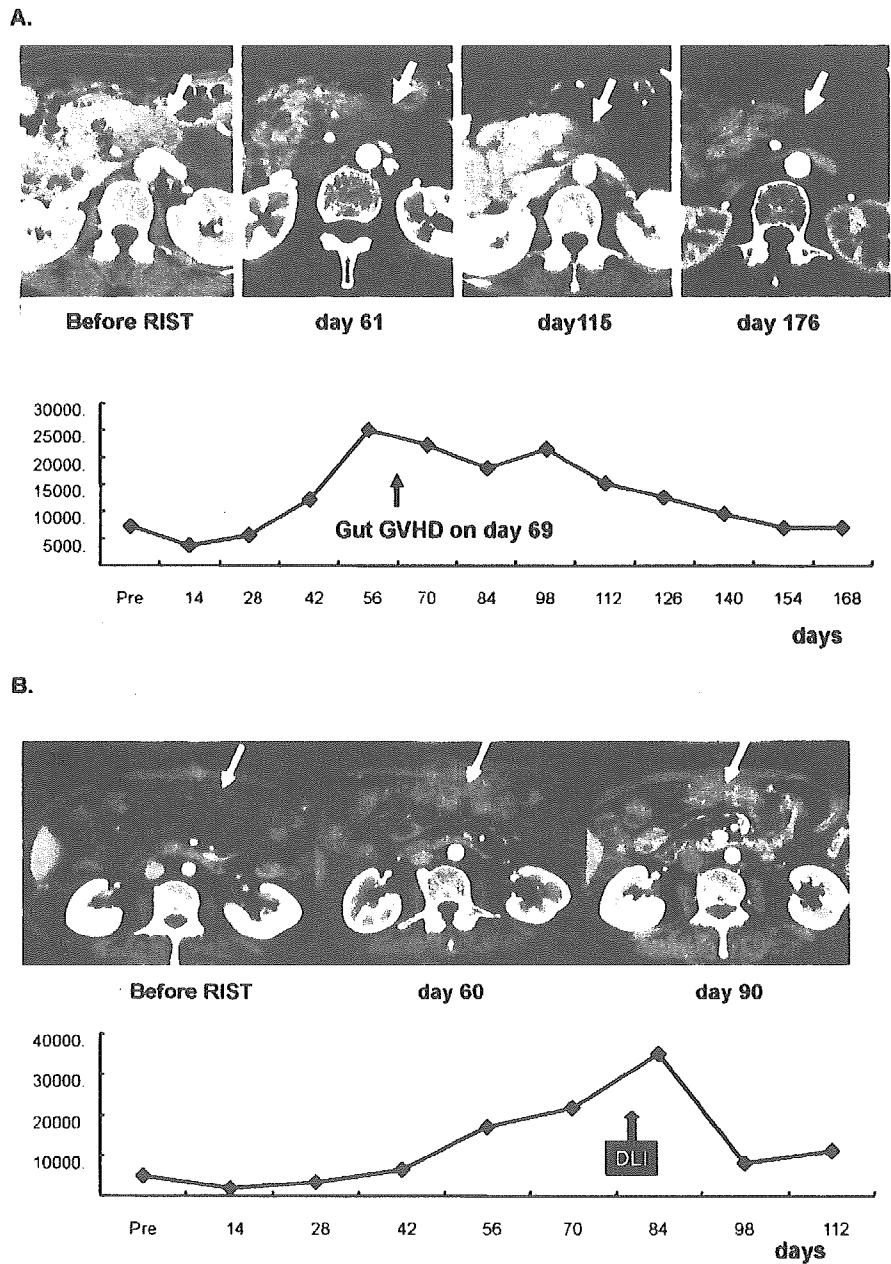 A.
Before RIST day 61 day115 day 176
30000.
25000.
20000.
15000.
10000.
5000.
Gut GVHD on day 69
Pre 14 28 42 56 70 84 98 112 126 140 154 168
days
B.
Before RIST day 60 day 90
40000.
30000.
20000.
10000.
DLI
Pre 14 28 42 56 70 84 98 112
days